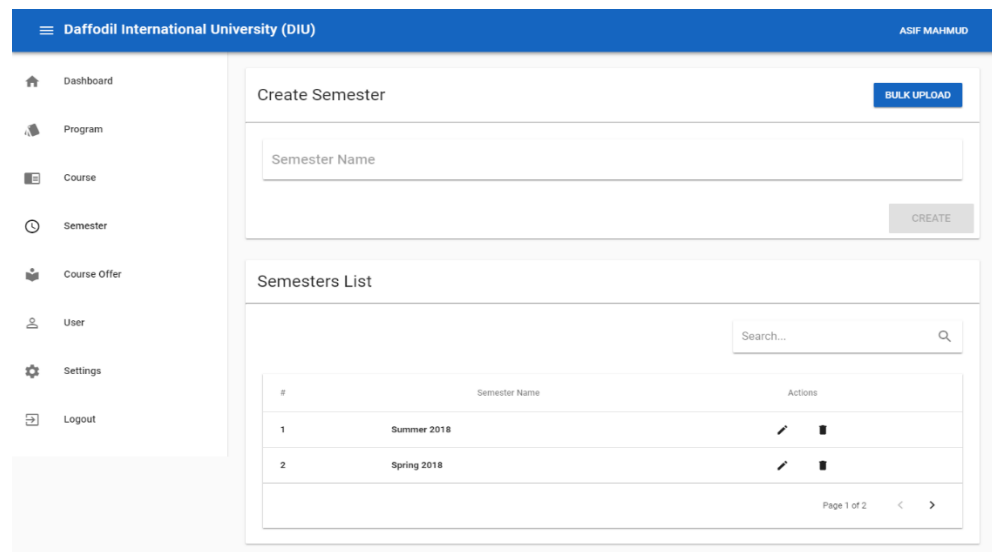 Daffodil International University (DIU)
ASIF MAHMUD
Dashboard
Program
Course
Semester
Course Offer
User
Settings
Logout
Create Semester
BULK UPLOAD
Semester Name
CREATE
Semesters List
Search...
# Semester Name Actions
1 Summer 2018
2 Spring 2018
Page 1 of 2